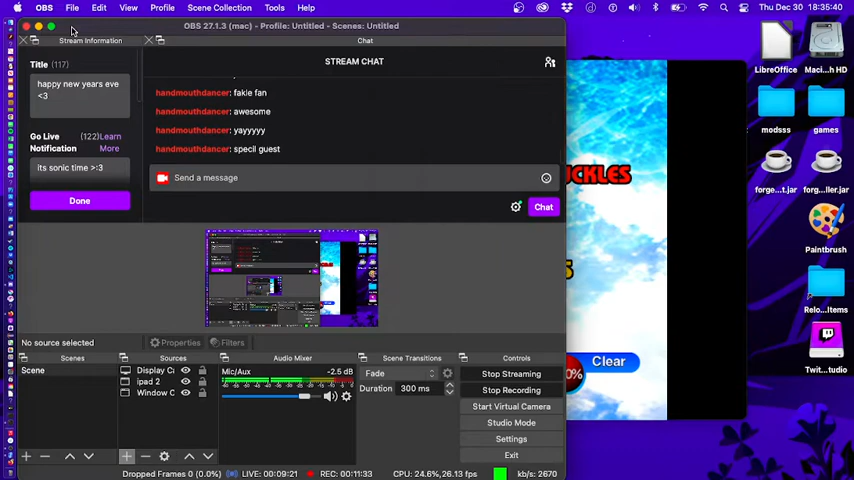 OBS File Edit View Profile Scene Collection Tools Help Thu Dec 30 18:35:40
OBS 27.1.3 (mac) - Profile: Untitled - Scenes: Untitled
Stream Information
Chat
Title (117)
happy new years eve
<3
Go Live
Notification
(122)Learn
More
its sonic time >:3
Done
STREAM CHAT
handmouthdancer: fakie fan
handmouthdancer: awesome
handmouthdancer: yayyyyy
handmouthdancer: specil guest
Send a message
Chat
No source selected
Properties
Filters
Scenes
Scene
Sources
Display Ca
ipad 2
Window C
Audio Mixer
Mic/Aux -2.5 dB
Scene Transitions
Fade
Duration 300 ms
Controls
Stop Streaming
Stop Recording
Start Virtual Camera
Studio Mode
Settings
Exit
Dropped Frames 0 (0.0%) LIVE: 00:09:21 REC: 00:11:33 CPU: 24.6%,26.13 fps kb/s: 2670
UCKLES
Clear
0%
LibreOffice
Maci...h HD
modsss
games
forge...t.jar
forg...ller.jar
Paintbrush
Relo...Items
Twit...tudio